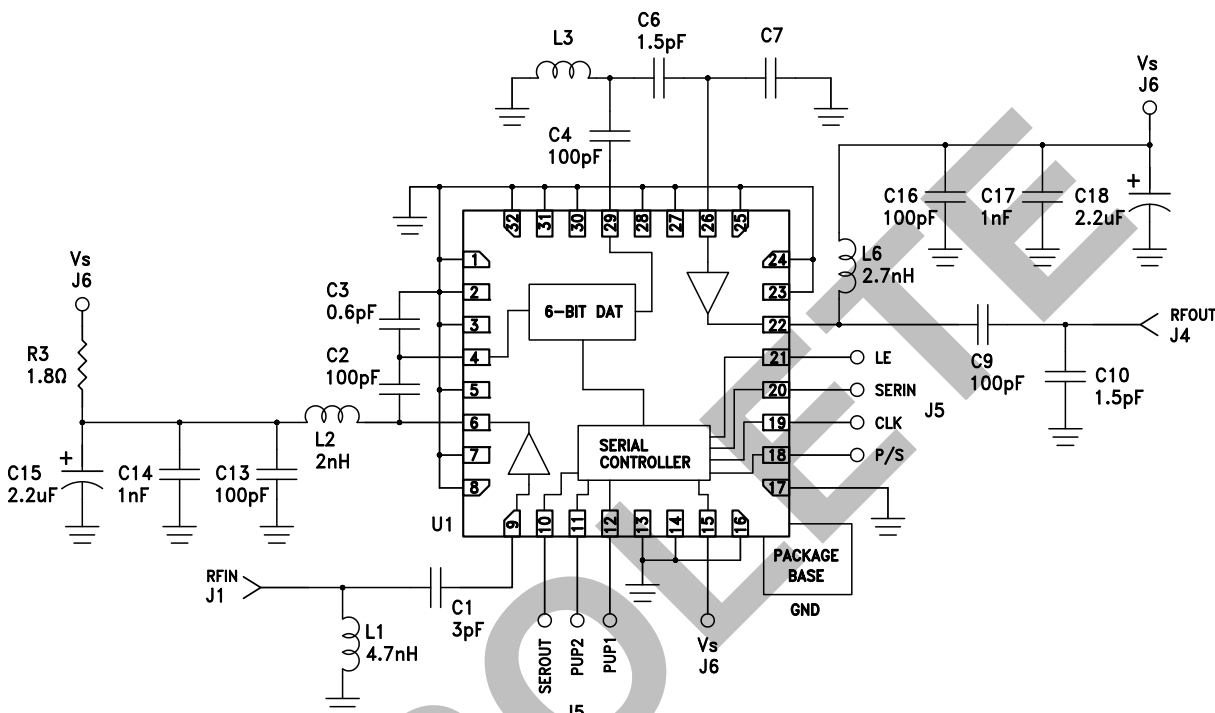 C6
1.5pF
C7
L3
Vs
J6
C4
100pF
C16
100pF
C17
1nF
C18
2.2uF
+
32
31
30
29
28
27
26
25
Vs
J6
1
2
3
4
5
6
7
8
24
23
22
21
20
19
18
17
L6
2.7nH
C3
0.6pF
6-BIT DAT
RFOUT
J4
R3
1.8Ω
C2
100pF
C9
100pF
C10
1.5pF
LE
SERIN
CLK
P/S
J5
L2
2nH
SERIAL
CONTROLLER
C15
2.2uF
+
C14
1nF
C13
100pF
U1
9
10
11
12
13
14
15
16
PACKAGE
BASE
GND
RFIN
J1
C1
3pF
L1
4.7nH
SEROUT
PUP2
PUP1
Vs
J6
J5
OLETE